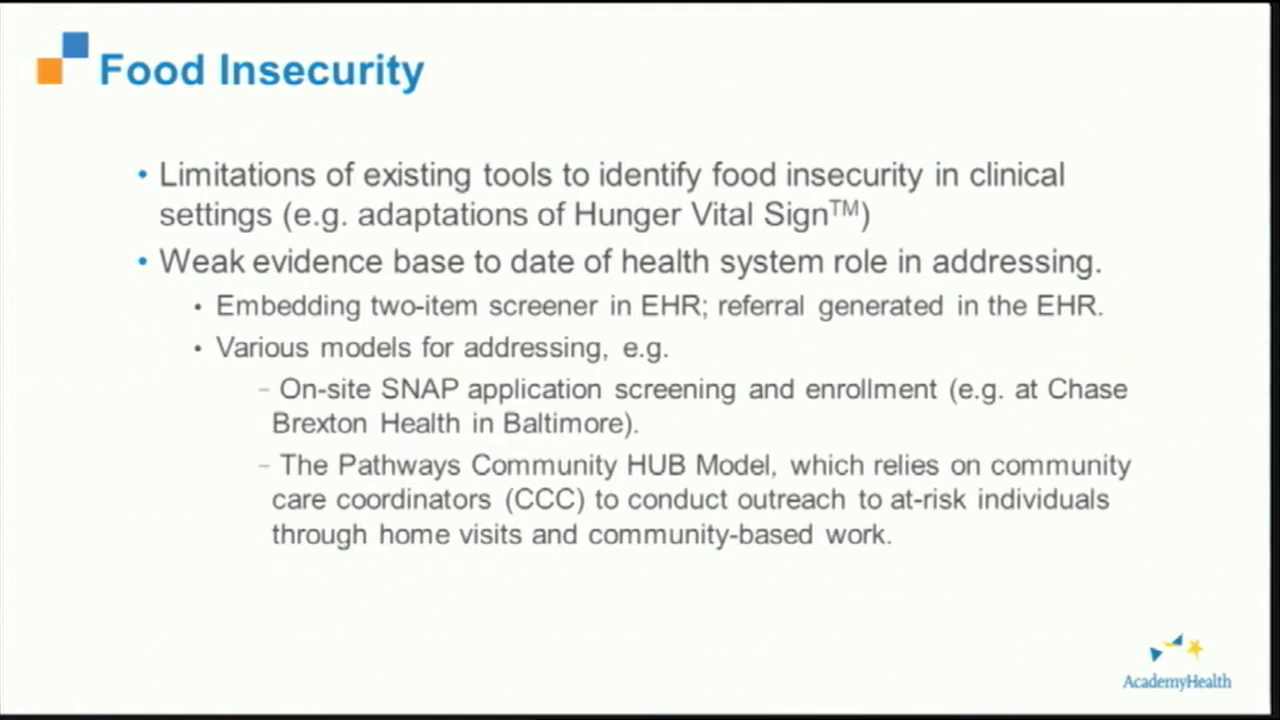 Food Insecurity
• Limitations of existing tools to identify food insecurity in clinical
settings (e.g. adaptations of Hunger Vital Sign™)
• Weak evidence base to date of health system role in addressing.
• Embedding two-item screener in EHR; referral generated in the EHR.
• Various models for addressing, e.g.
– On-site SNAP application screening and enrollment (e.g. at Chase
Brexton Health in Baltimore).
– The Pathways Community HUB Model, which relies on community
care coordinators (CCC) to conduct outreach to at-risk individuals
through home visits and community-based work.
AcademyHealth